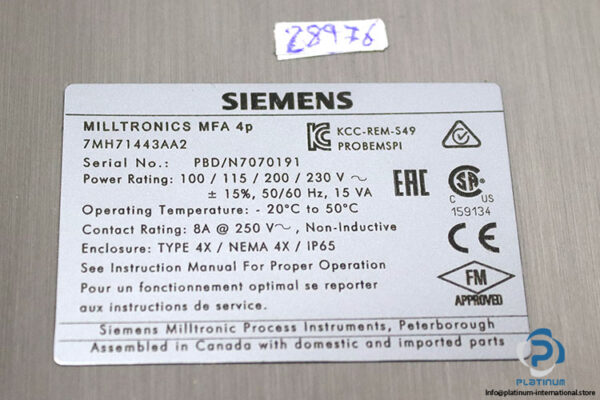 28976
SIEMENS
MILLTRONICS MFA 4p
7MH71443AA2
KCC-REM-S49
PROBEMSPI
Serial No.: PBD/N7070191
Power Rating: 100 / 115 / 200 / 230 V ~ ,
± 15%, 50/60 Hz, 15 VA
EAC
SA
C US
159134
Operating Temperature: - 20°C to 50°C
Contact Rating: 8A @ 250 V ~ , Non-Inductive
CE
Enclosure: TYPE 4X / NEMA 4X / IP65
See Instruction Manual For Proper Operation
Pour un fonctionnement optimal se reporter
aux instructions de service.
FM
APPROVED
Siemens Milltronic Process Instruments, Peterborough
Assembled in Canada with domestic and imported parts
PLATINUM
Info@platinum-international.store